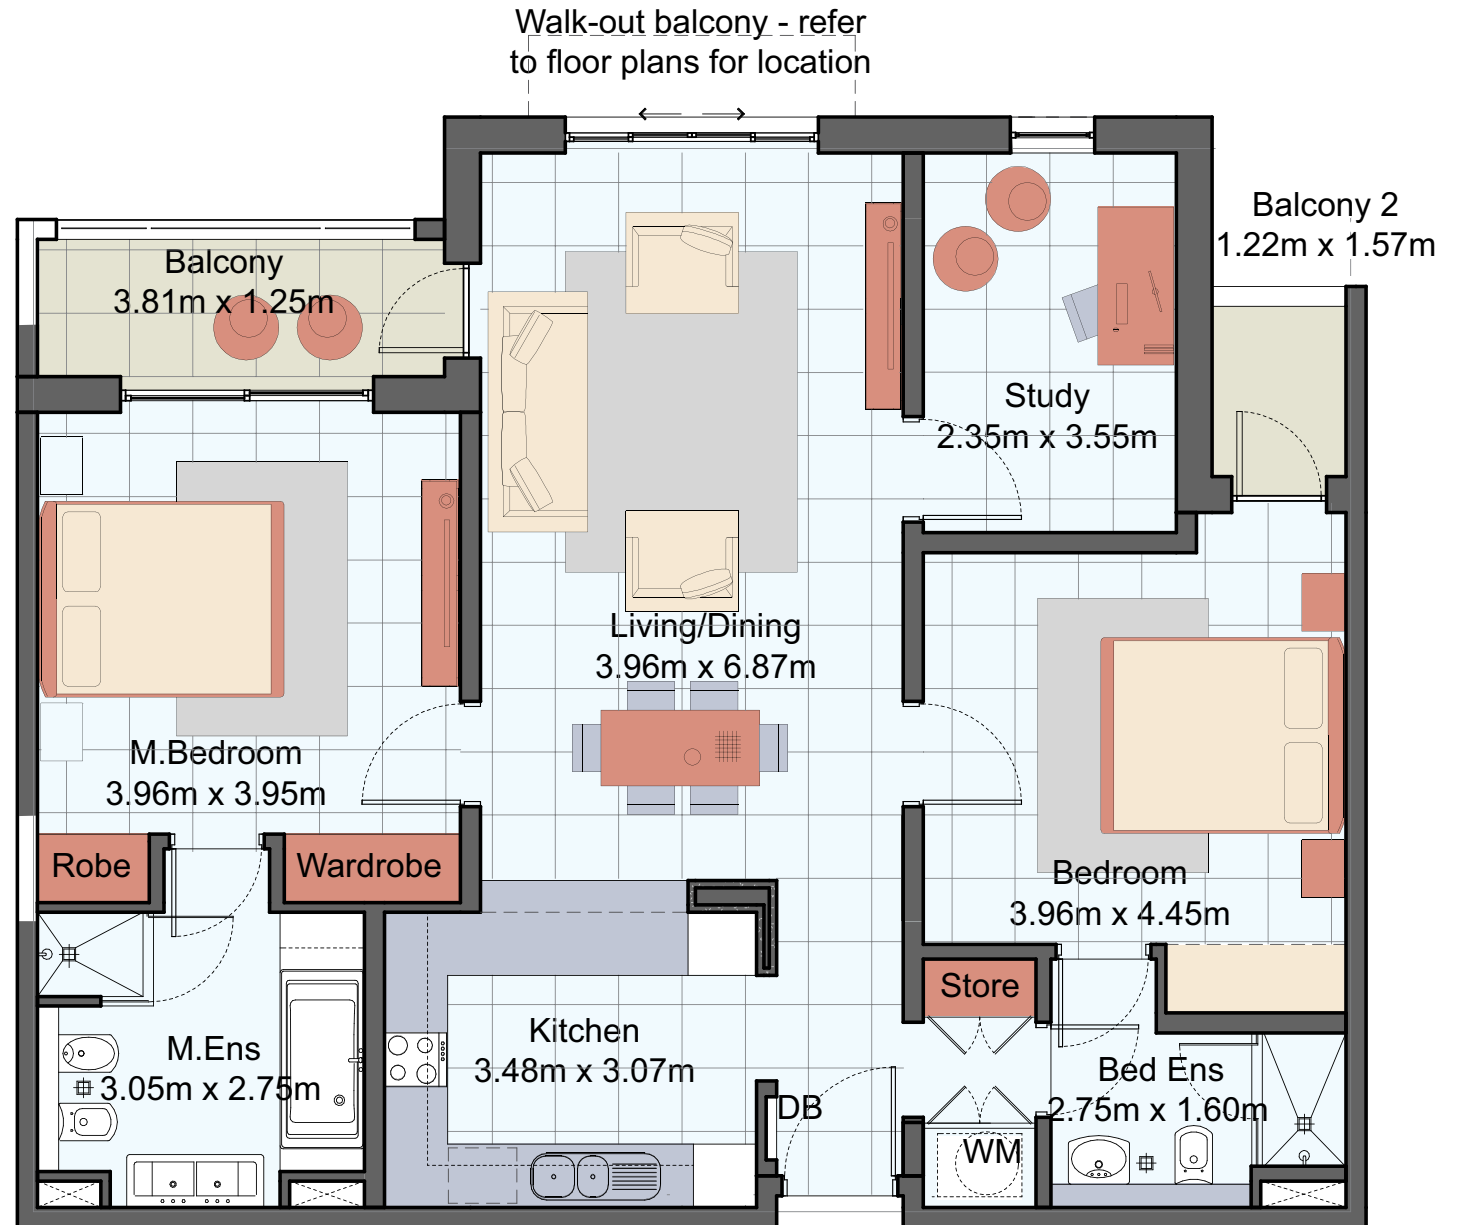 Walk-out balcony - refer
to floor plans for location
Balcony 2
1.22m x 1.57m
Balcony
3.81m x 1.25m
Study
2.35m x 3.55m
Living/Dining
3.96m x 6.87m
M.Bedroom
3.96m x 3.95m
Robe
Wardrobe
Bedroom
3.96m x 4.45m
Store
Kitchen
3.48m x 3.07m
M.Ens
3.05m x 2.75m
Bed Ens
2.75m x 1.60m
DB
WM